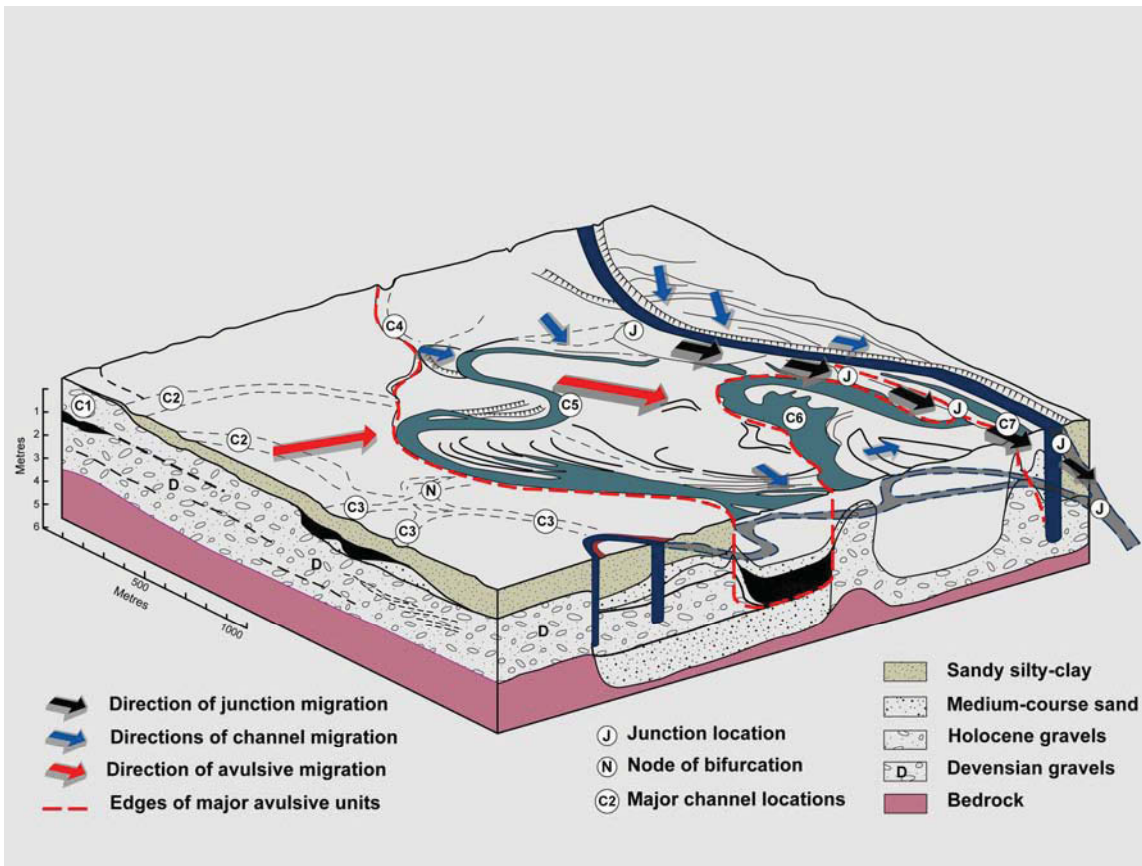 J
C4
J
C5
C6
J
C7
C1
C2
C2
J
J
N
C3
C3
C3
J
D
D
D
1
2
3
4
5
6
Metres
500
1000
Metres
Direction of junction migration
Directions of channel migration
Direction of avulsive migration
Edges of major avulsive units
J Junction location
N Node of bifurcation
C2 Major channel locations
Sandy silty-clay
Medium-course sand
Holocene gravels
D Devensian gravels
Bedrock